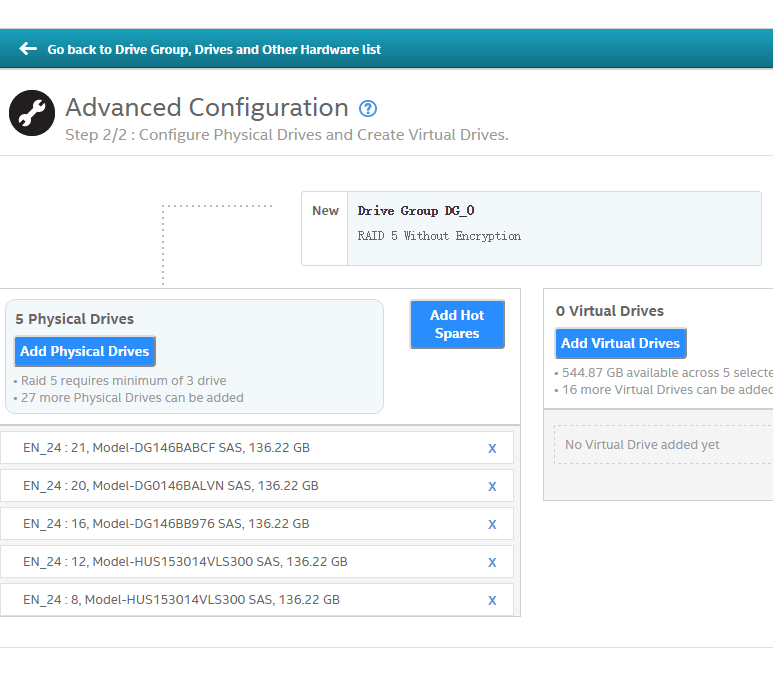 Go back to Drive Group, Drives and Other Hardware list
Advanced Configuration ?
Step 2/2 : Configure Physical Drives and Create Virtual Drives.
New
Drive Group DG_0
RAID 5 Without Encryption
5 Physical Drives
Add Physical Drives
• Raid 5 requires minimum of 3 drive
• 27 more Physical Drives can be added
Add Hot
Spares
0 Virtual Drives
Add Virtual Drives
• 544.87 GB available across 5 selecte
• 16 more Virtual Drives can be added
No Virtual Drive added yet
EN_24 : 21, Model-DG146BABCF SAS, 136.22 GB X
EN_24 : 20, Model-DG0146BALVN SAS, 136.22 GB X
EN_24 : 16, Model-DG146BB976 SAS, 136.22 GB X
EN_24 : 12, Model-HUS153014VLS300 SAS, 136.22 GB X
EN_24 : 8, Model-HUS153014VLS300 SAS, 136.22 GB X